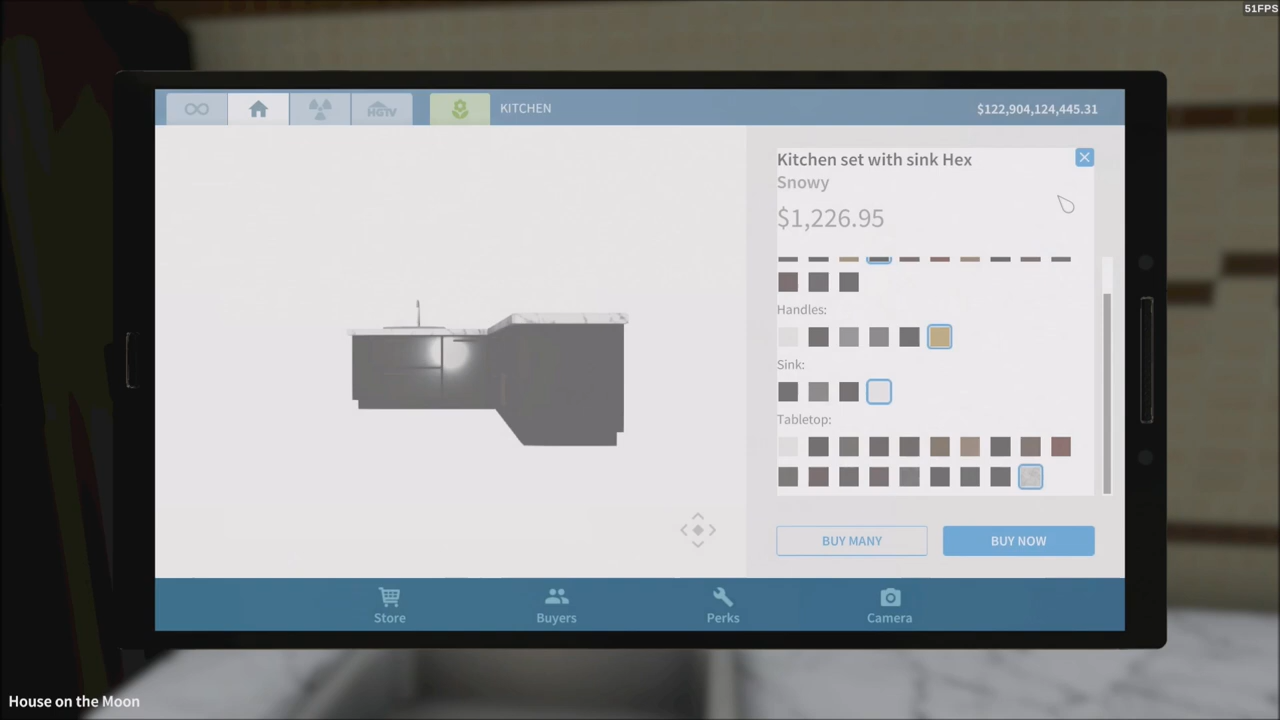 51FPS
HGTV
KITCHEN
$122,904,124,445.31
Kitchen set with sink Hex
Snowy
$1,226.95
Handles:
Sink:
Tabletop:
BUY MANY
BUY NOW
Store
Buyers
Perks
Camera
House on the Moon